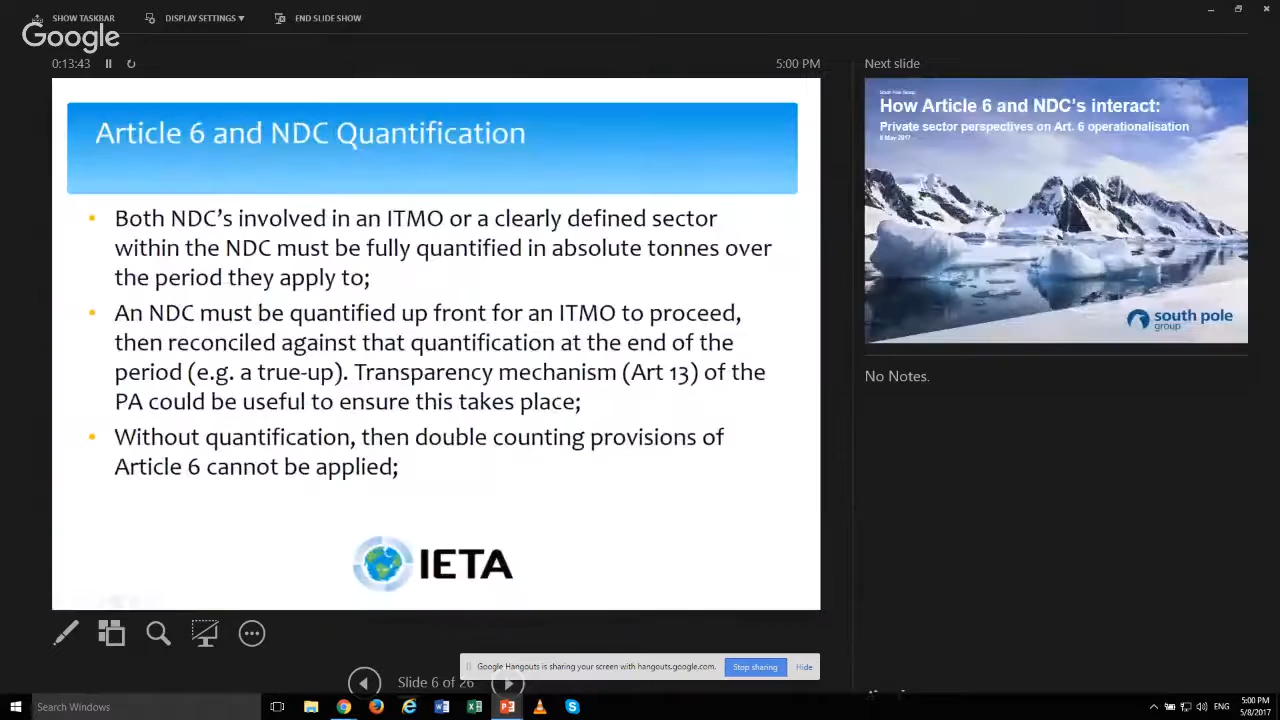 SHOW TASKBAR
DISPLAY SETTINGS ▾
END SLIDE SHOW
Google
0:13:43
5:00 PM
Article 6 and NDC Quantification
• Both NDC's involved in an ITMO or a clearly defined sector
within the NDC must be fully quantified in absolute tonnes over
the period they apply to;
• An NDC must be quantified up front for an ITMO to proceed,
then reconciled against that quantification at the end of the
period (e.g. a true-up). Transparency mechanism (Art 13) of the
PA could be useful to ensure this takes place;
• Without quantification, then double counting provisions of
Article 6 cannot be applied;
IETA
Next slide
South Pole Group
How Article 6 and NDC's interact:
Private sector perspectives on Art. 6 operationalisation
8 May 2017
south pole
group
No Notes.
Google Hangouts is sharing your screen with hangouts.google.com.
Stop sharing
Hide
Slide 6 of 26
Search Windows
ENG
5:00 PM
5/8/2017